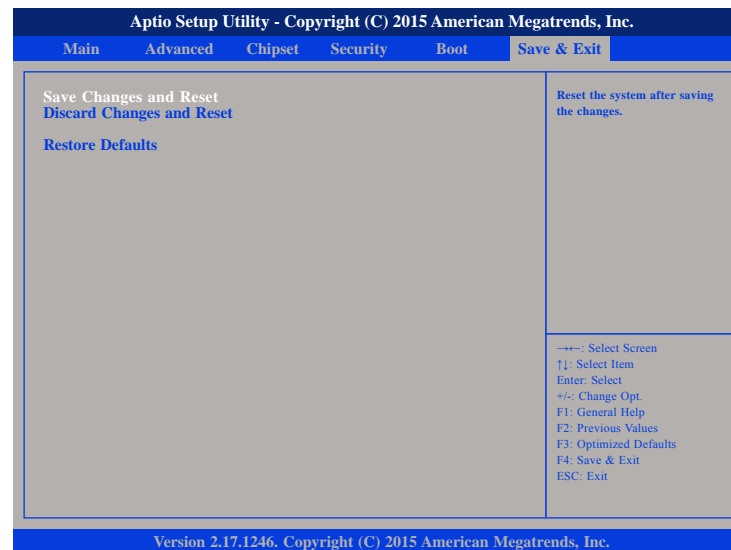 Aptio Setup Utility - Copyright (C) 2015 American Megatrends, Inc.
Main Advanced Chipset Security Boot Save & Exit
Save Changes and Reset
Discard Changes and Reset
Restore Defaults
Reset the system after saving
the changes.
→←: Select Screen
↑↓: Select Item
Enter: Select
+/-: Change Opt.
F1: General Help
F2: Previous Values
F3: Optimized Defaults
F4: Save & Exit
ESC: Exit
Version 2.17.1246. Copyright (C) 2015 American Megatrends, Inc.